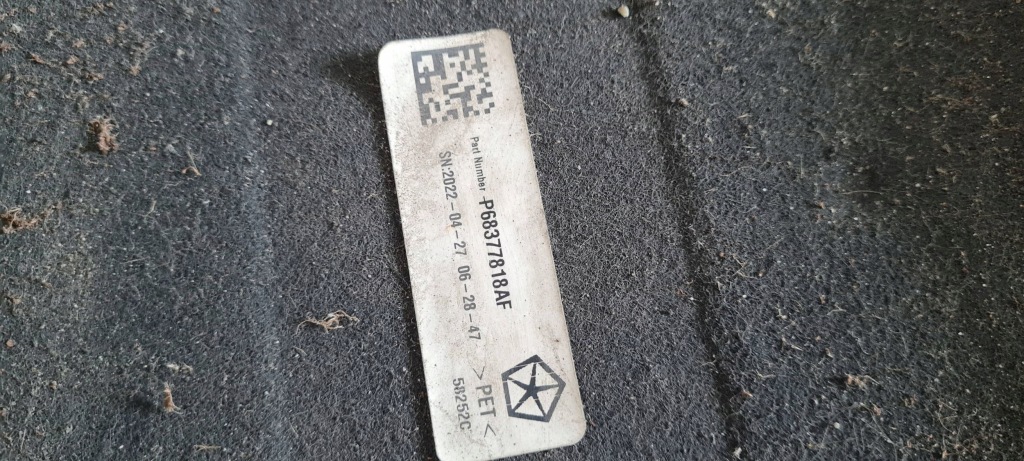 Part Number P68377818AF
SN:2022-04-27 06-28-47
>PET<
58252C